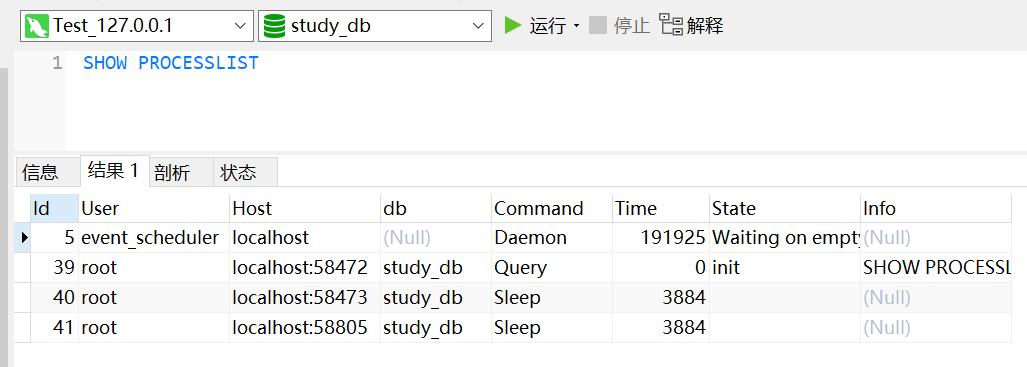 Test_127.0.0.1 study_db 运行 停止 解释
1 SHOW PROCESSLIST
信息 结果 1 剖析 状态
Id User Host db Command Time State Info
5 event_scheduler localhost (Null) Daemon 191925 Waiting on empty (Null)
39 root localhost:58472 study_db Query 0 init SHOW PROCESSL
40 root localhost:58473 study_db Sleep 3884 (Null)
41 root localhost:58805 study_db Sleep 3884 (Null)